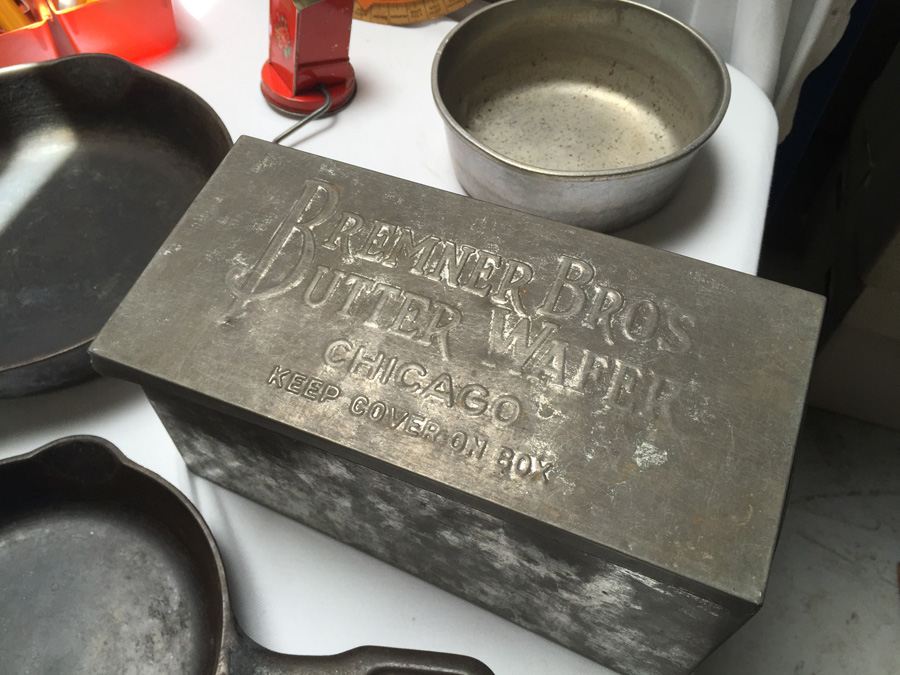 BREMNER BROS
BUTTER WAFER
CHICAGO
KEEP COVER ON BOX